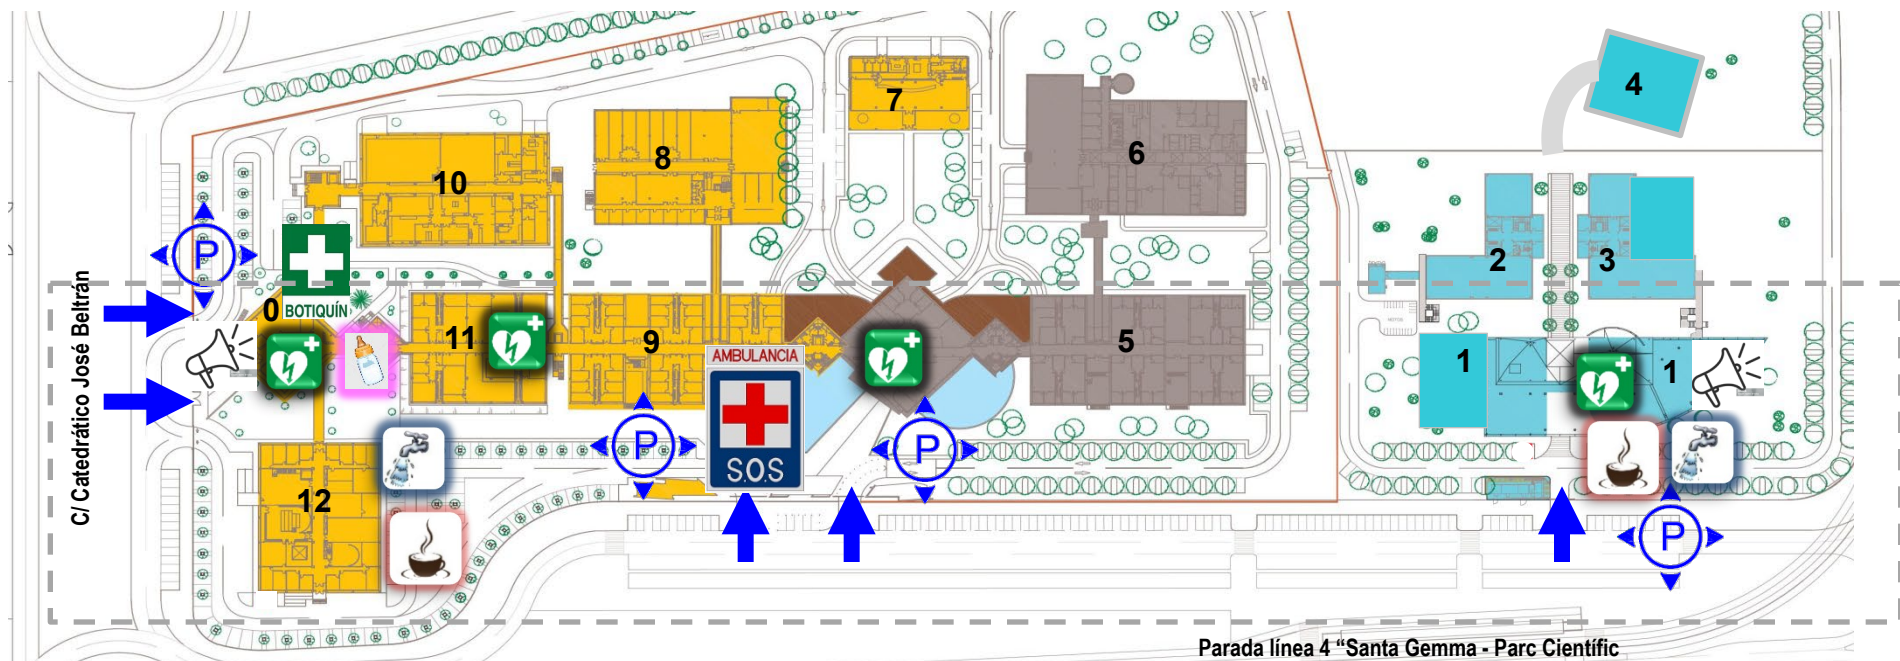 4
7
8
6
10
P
2
3
BOTIQUÍN
0
11
9
5
1
1
AMBULANCIA
S.O.S
P
P
12
P
C/ Catedrático José Beltrán
Parada línea 4 “Santa Gemma - Parc Científic